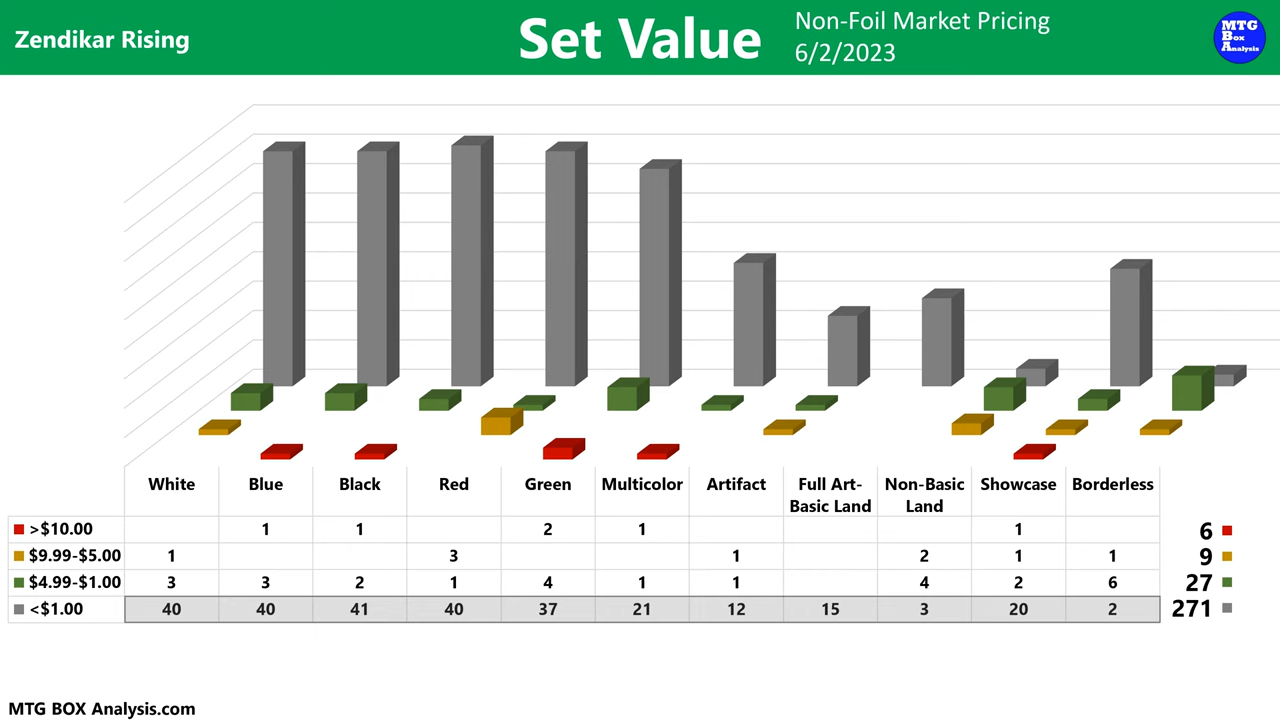 Zendikar Rising
Set Value
Non-Foil Market Pricing
6/2/2023
MTG
Box
Analysis
White Blue Black Red Green Multicolor Artifact Full Art- Non-Basic Showcase Borderless
Basic Land Land
>$10.00 1 1 2 1 1 6
$9.99-$5.00 1 3 1 2 1 1 9
$4.99-$1.00 3 3 2 1 4 1 1 4 2 6 27
<$1.00 40 40 41 40 37 21 12 15 3 20 2 271
MTG BOX Analysis.com